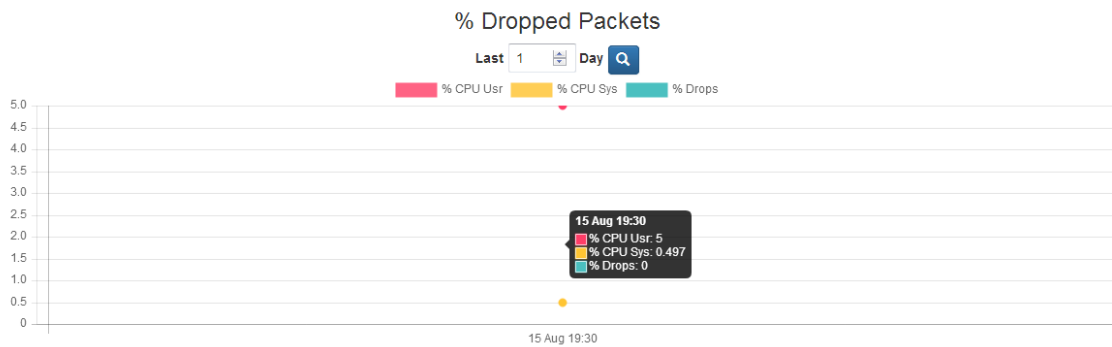 % Dropped Packets
Last 1 Day
% CPU Usr % CPU Sys % Drops
5.0
4.5
4.0
3.5
3.0
2.5
2.0
1.5
1.0
0.5
0
15 Aug 19:30
% CPU Usr: 5
% CPU Sys: 0.497
% Drops: 0
15 Aug 19:30